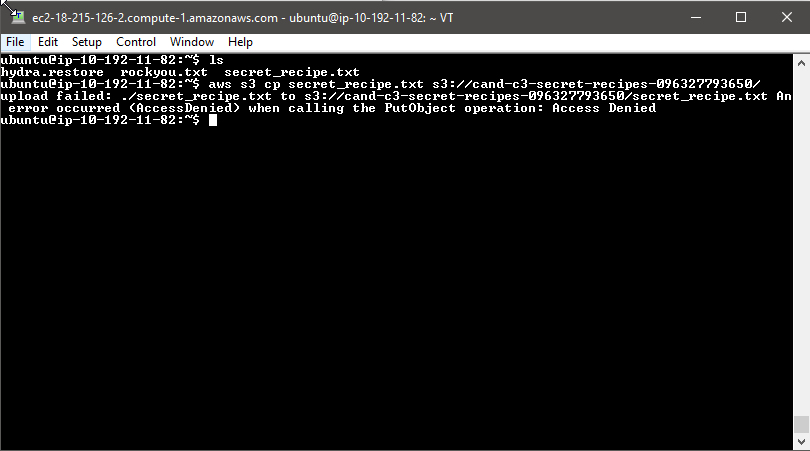 ec2-18-215-126-2.compute-1.amazonaws.com - ubuntu@ip-10-192-11-82: ~ VT
File Edit Setup Control Window Help
ubuntu@ip-10-192-11-82:~$ ls
hydra.restore  rockyou.txt  secret_recipe.txt
ubuntu@ip-10-192-11-82:~$ aws s3 cp secret_recipe.txt s3://cand-c3-secret-recipes-096327793650/
upload failed: ./secret_recipe.txt to s3://cand-c3-secret-recipes-096327793650/secret_recipe.txt An
 error occurred (AccessDenied) when calling the PutObject operation: Access Denied
ubuntu@ip-10-192-11-82:~$